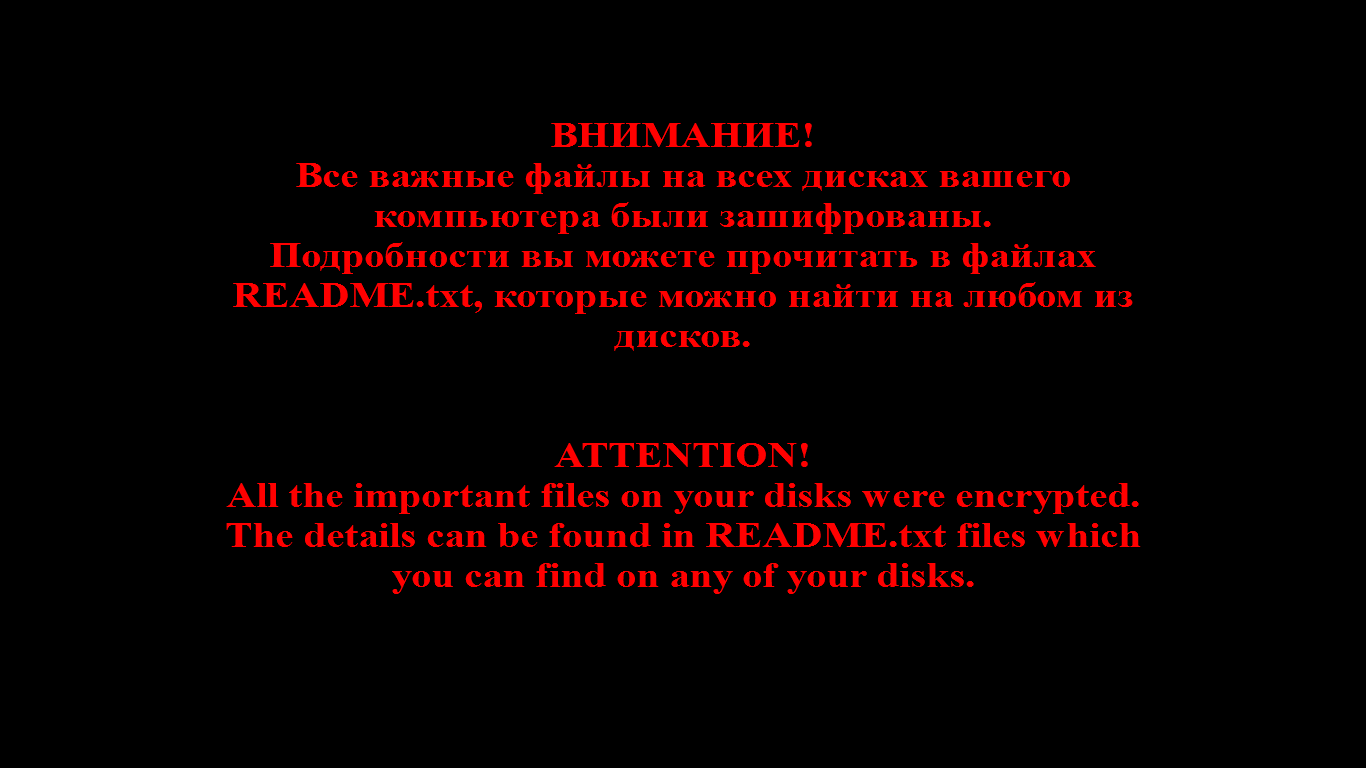 ВНИМАНИЕ!
Все важные файлы на всех дисках вашего
компьютера были зашифрованы.
Подробности вы можете прочитать в файлах
README.txt, которые можно найти на любом из
дисков.
ATTENTION!
All the important files on your disks were encrypted.
The details can be found in README.txt files which
you can find on any of your disks.